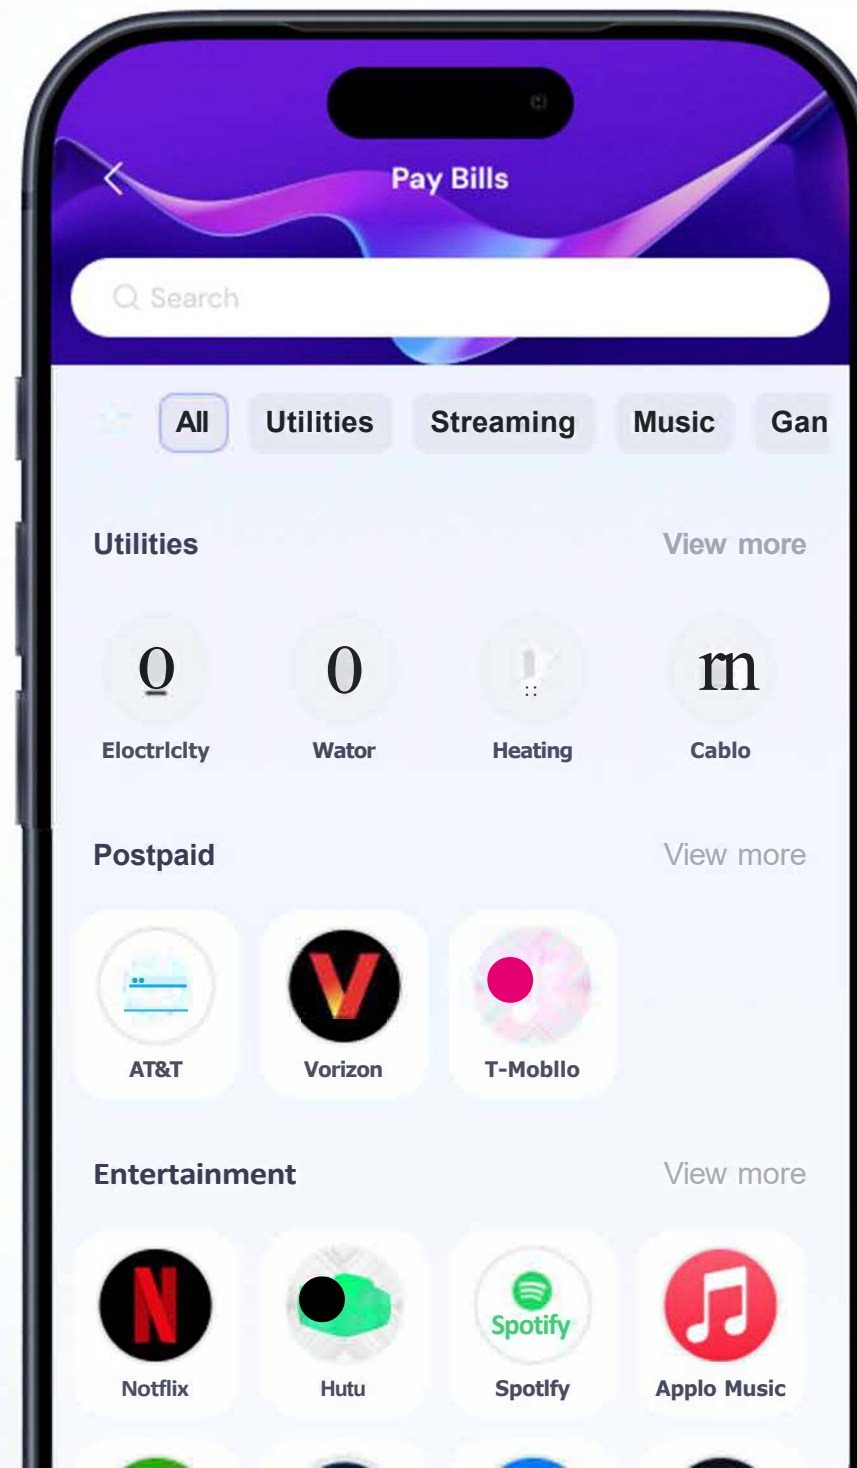 Pay Bills
Search
All Utilities Streaming Music Gan
Utilities View more
o 0 m
Eloctrlclty Wator Heating Cablo
Postpaid View more
AT&T Vorizon T-Mobllo
Entertainment View more
N Spotify
Notflix Hutu Spotlfy Applo Music